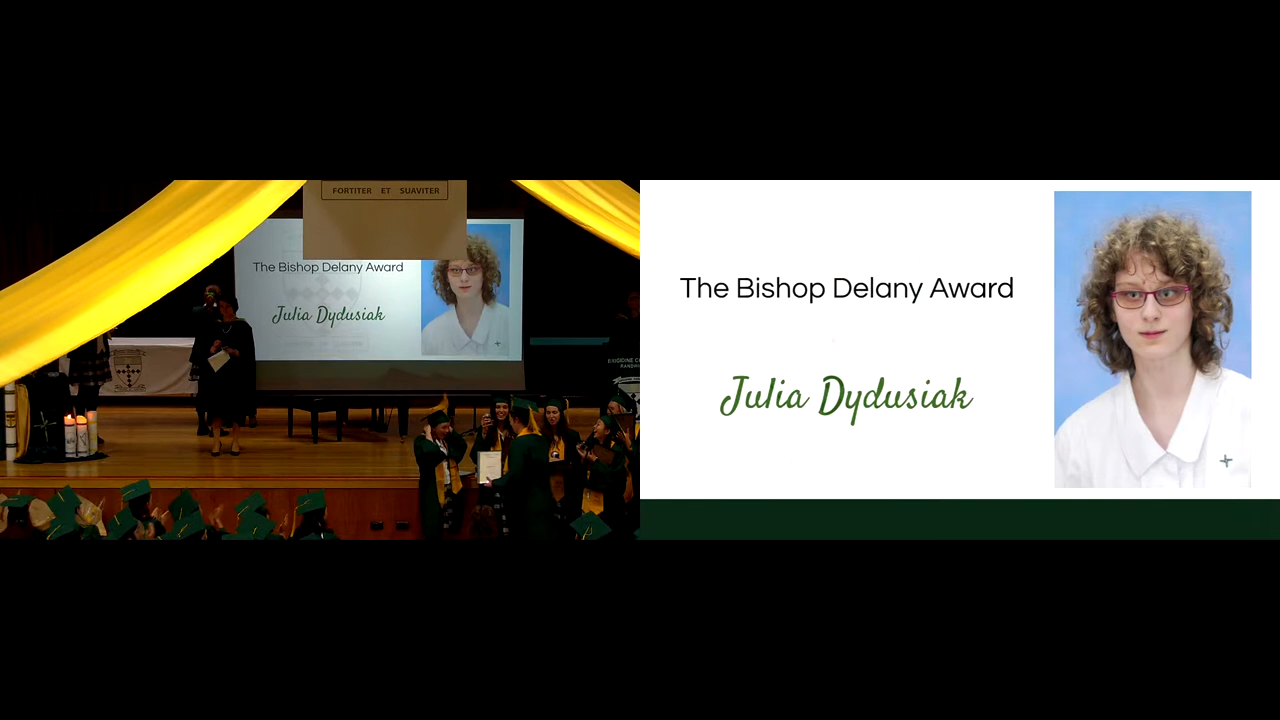 FORTITER ET SUAVITER
The Bishop Delany Award
Julia Dydusiak
The Bishop Delany Award
Julia Dydusiak